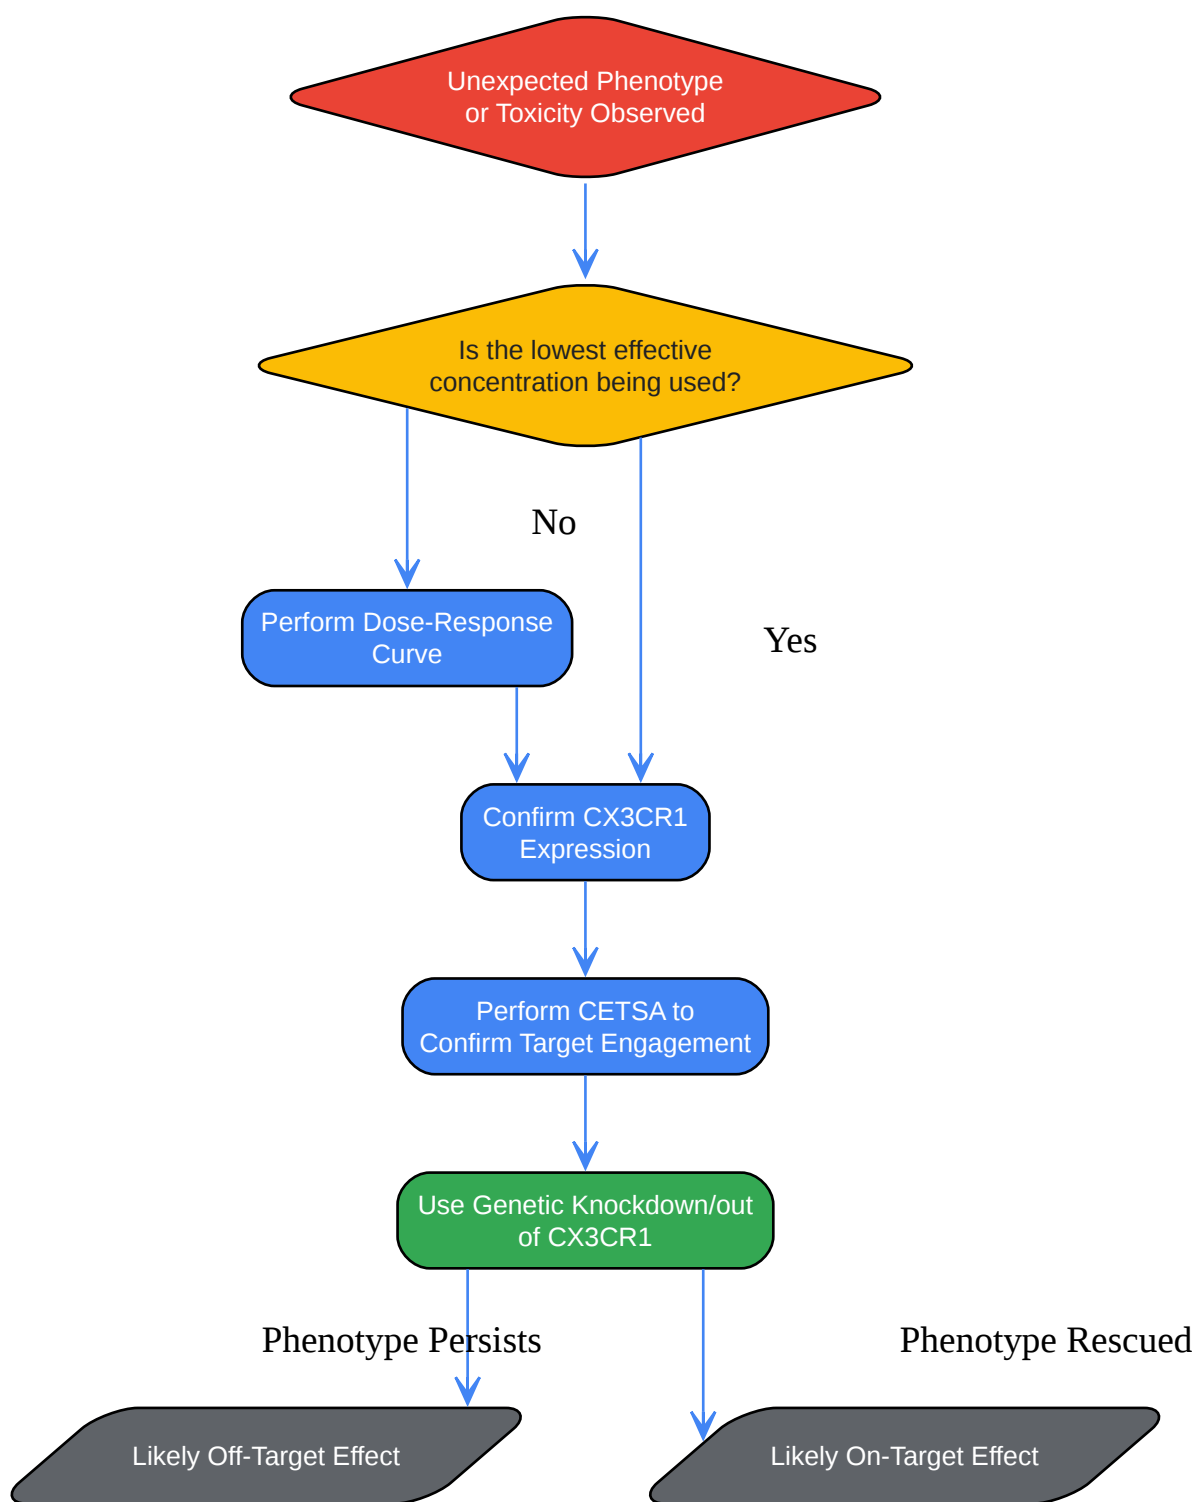 Unexpected Phenotype
or Toxicity Observed
Is the lowest effective
concentration being used?
No
Perform Dose-Response
Curve
Yes
Confirm CX3CR1
Expression
Perform CETSA to
Confirm Target Engagement
Use Genetic Knockdown/out
of CX3CR1
Phenotype Persists
Phenotype Rescued
Likely Off-Target Effect
Likely On-Target Effect